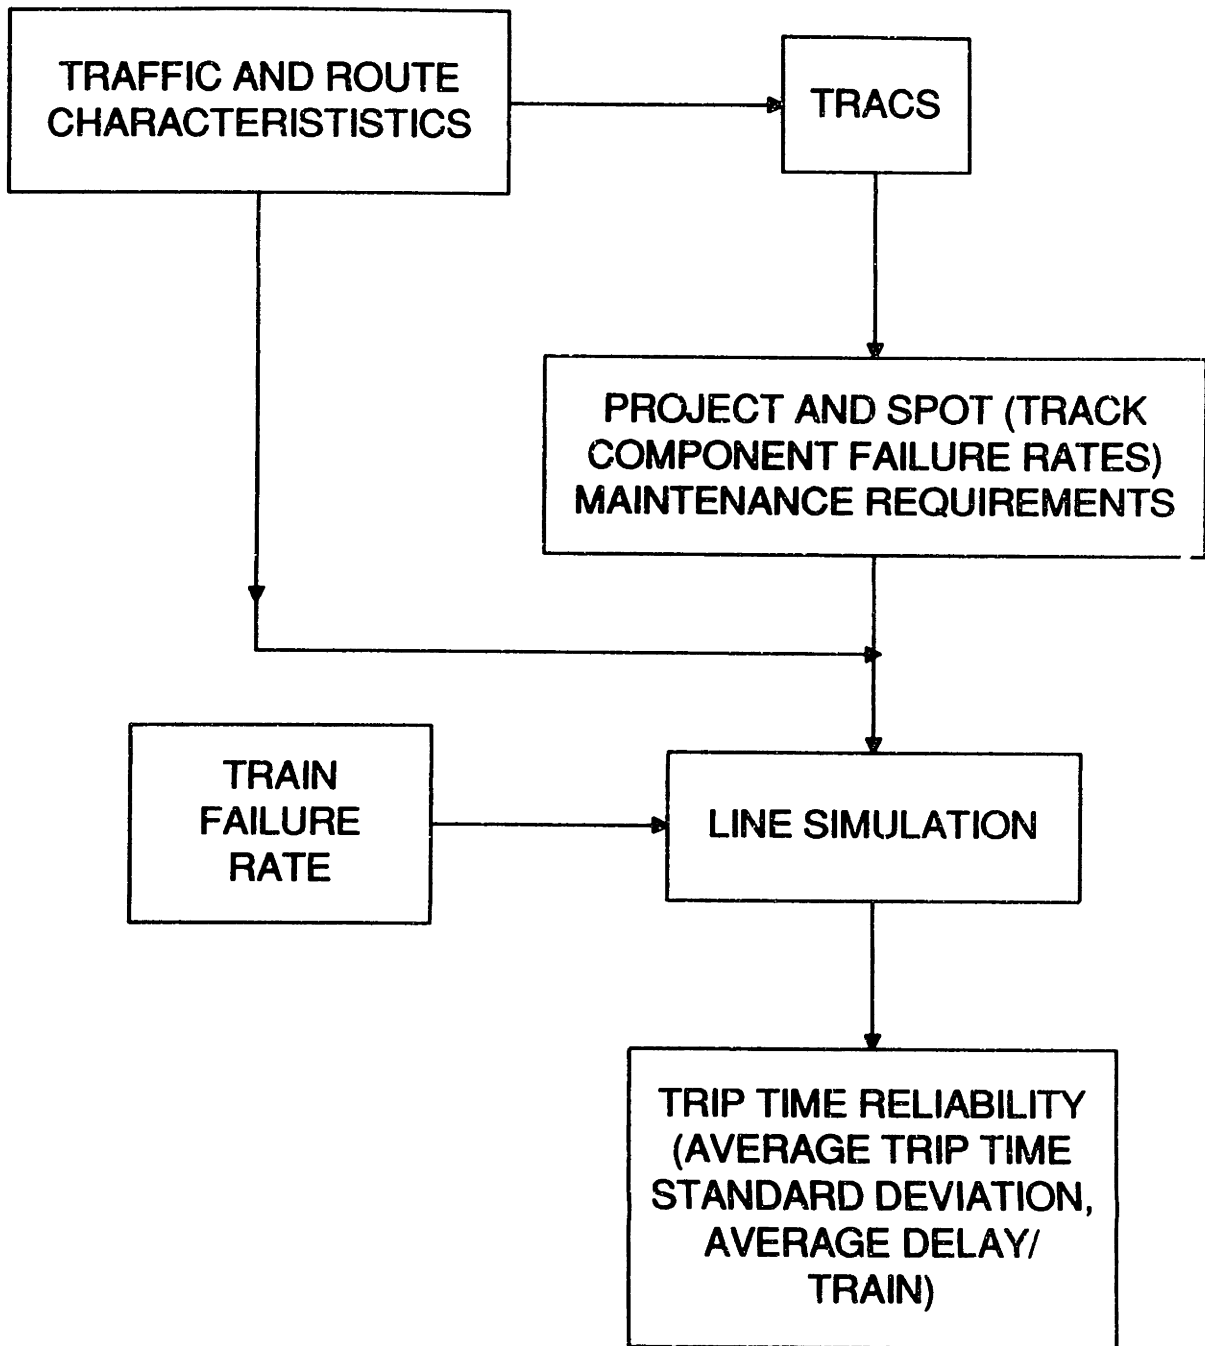 TRAFFIC AND ROUTE
CHARACTERISTISTICS
TRACS
PROJECT AND SPOT (TRACK
COMPONENT FAILURE RATES)
MAINTENANCE REQUIREMENTS
TRAIN
FAILURE
RATE
LINE SIMULATION
TRIP TIME RELIABILITY
(AVERAGE TRIP TIME
STANDARD DEVIATION,
AVERAGE DELAY/
TRAIN)